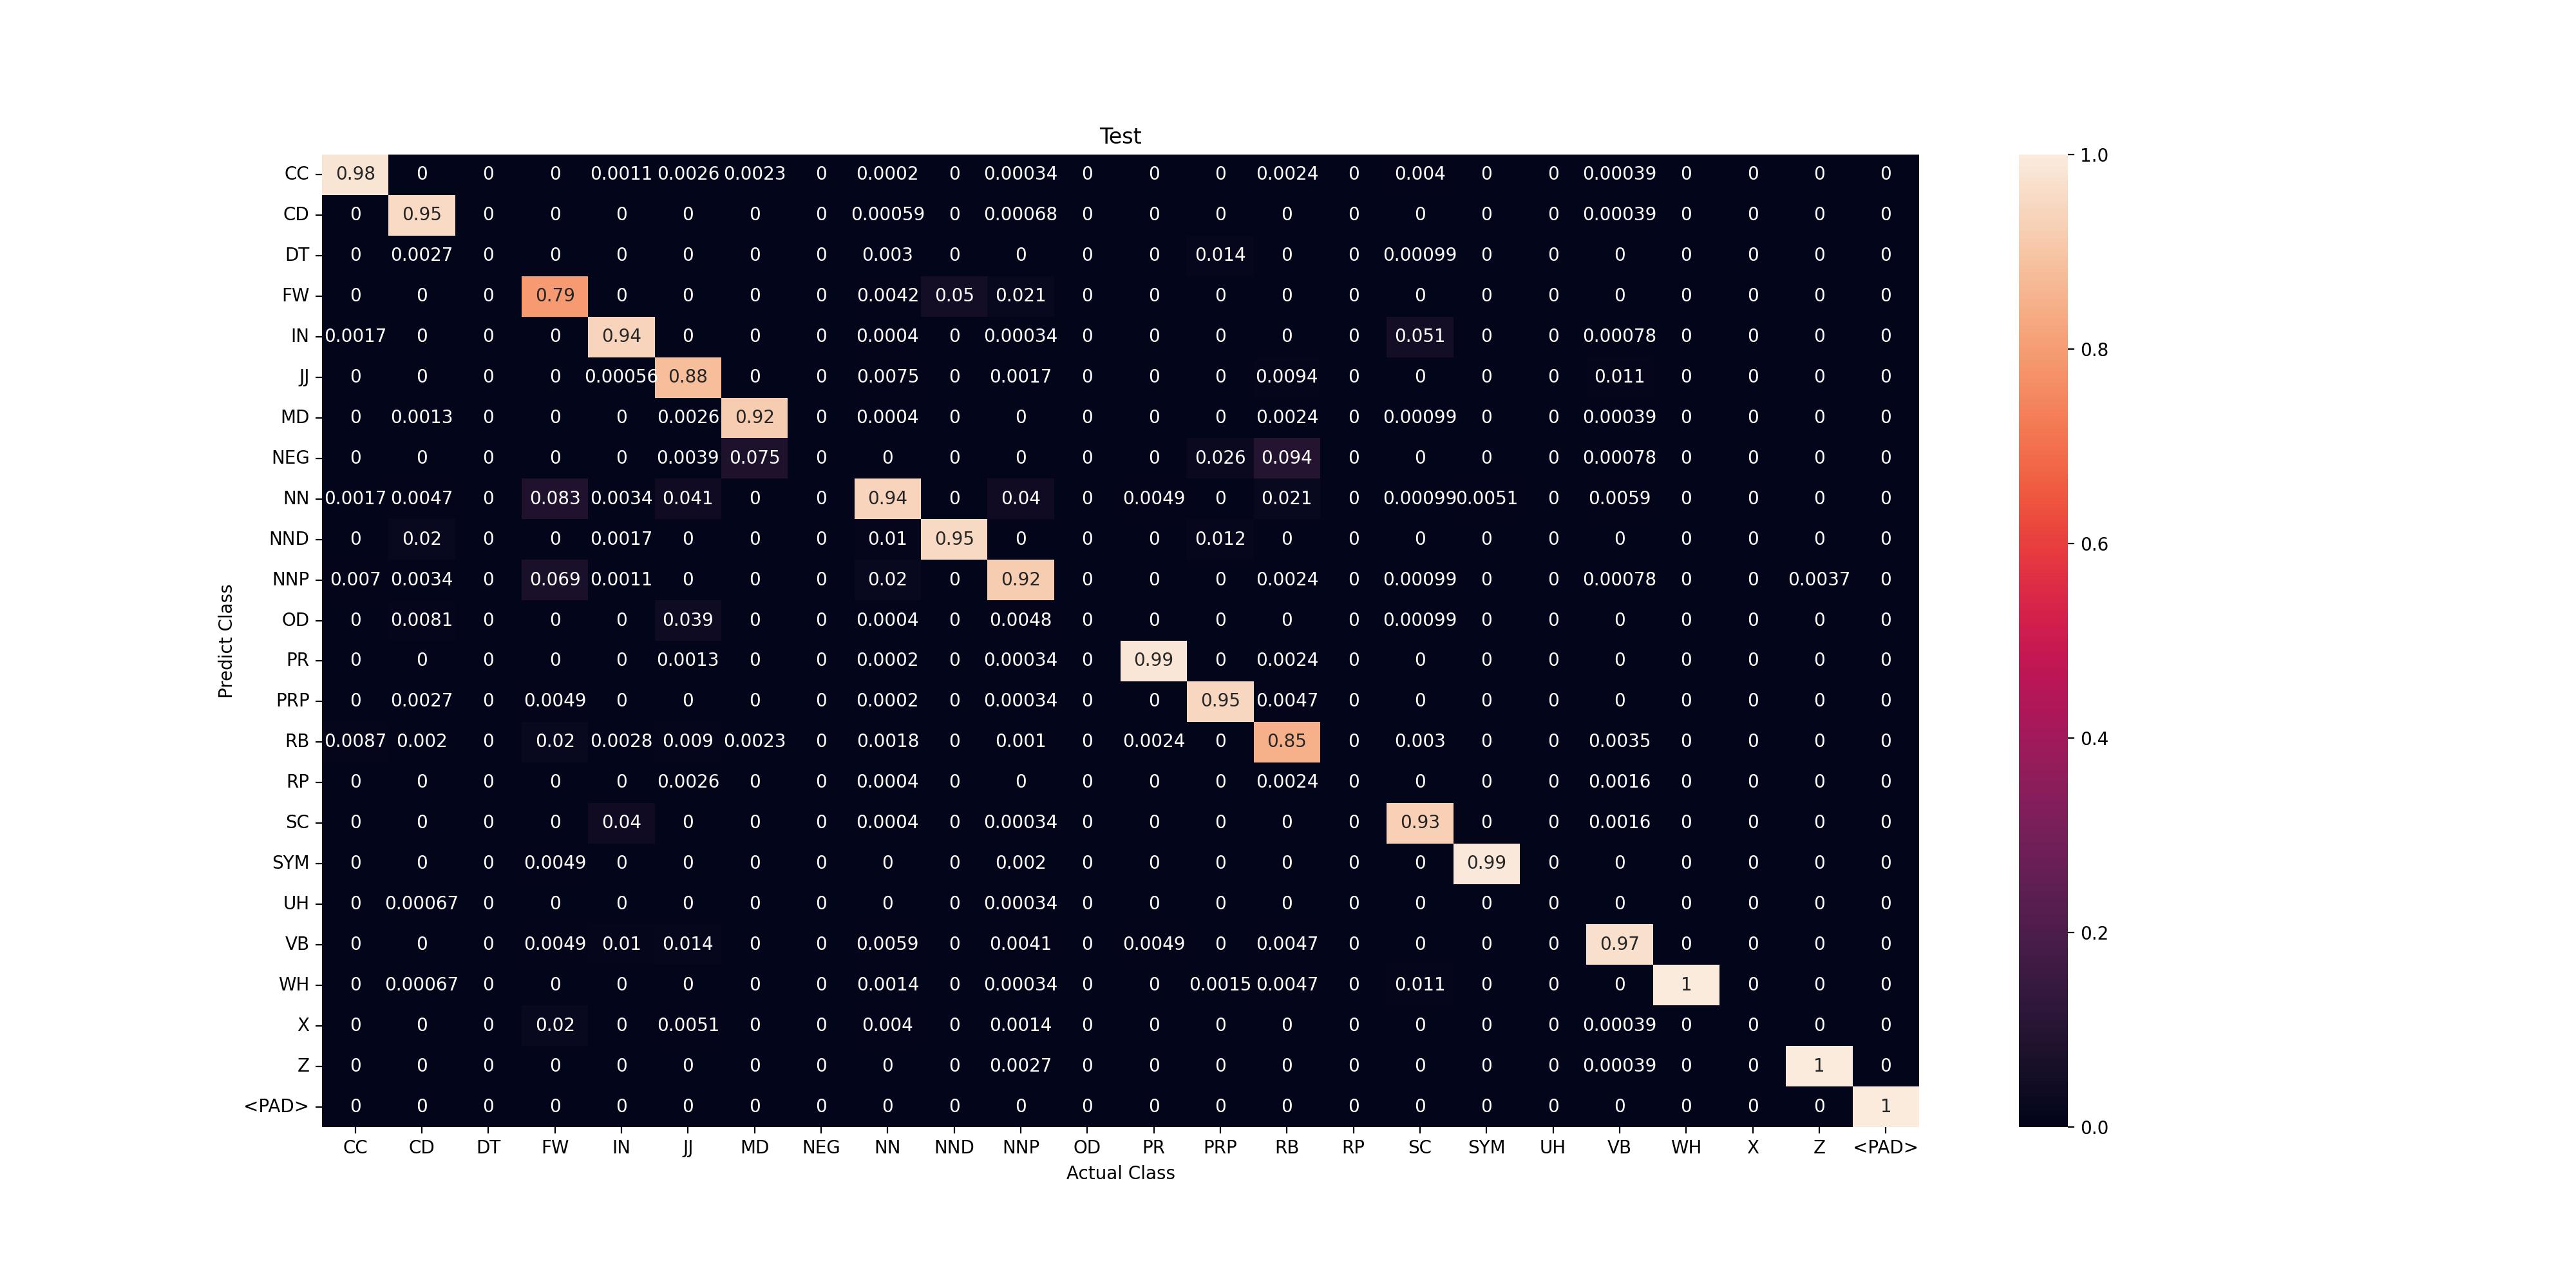 Test
CC 0.98 0 0 0 0.0011 0.0026 0.0023 0 0.0002 0 0.00034 0 0 0 0.0024 0 0.004 0 0 0.00039 0 0 0 0 1.0
CD 0 0.95 0 0 0 0 0 0 0.00059 0 0.00068 0 0 0 0 0 0 0 0 0.00039 0 0 0 0
DT 0 0.0027 0 0 0 0 0 0 0.003 0 0 0 0 0.014 0 0 0.00099 0 0 0 0 0 0 0
FW 0 0 0 0.79 0 0 0 0 0.0042 0.05 0.021 0 0 0 0 0 0 0 0 0 0 0 0 0
IN 0.0017 0 0 0 0.94 0 0 0 0.0004 0 0.00034 0 0 0 0 0 0.051 0 0 0.00078 0 0 0 0
0.8
JJ 0 0 0 0 0.00056 0.88 0 0 0.0075 0 0.0017 0 0 0 0.0094 0 0 0 0 0.011 0 0 0 0
MD 0 0.0013 0 0 0 0.0026 0.92 0 0.0004 0 0 0 0 0 0.0024 0 0.00099 0 0 0.00039 0 0 0 0
NEG 0 0 0 0 0 0.0039 0.075 0 0 0 0 0 0 0.026 0.094 0 0 0 0 0.00078 0 0 0 0
NN 0.0017 0.0047 0 0.083 0.0034 0.041 0 0 0.94 0 0.04 0 0.0049 0 0.021 0 0.00099 0.0051 0 0.0059 0 0 0 0
NND 0 0.02 0 0 0.0017 0 0 0 0.01 0.95 0 0 0 0.012 0 0 0 0 0 0 0 0 0 0 0.6
NNP 0.007 0.0034 0 0.069 0.0011 0 0 0 0.02 0 0.92 0 0 0 0.0024 0 0.00099 0 0 0.00078 0 0 0.0037 0
OD 0 0.0081 0 0 0 0.039 0 0 0.0004 0 0.0048 0 0 0 0 0 0.00099 0 0 0 0 0 0 0
Predict Class
PR 0 0 0 0 0 0.0013 0 0 0.0002 0 0.00034 0 0.99 0 0.0024 0 0 0 0 0 0 0 0 0
PRP 0 0.0027 0 0.0049 0 0 0 0 0.0002 0 0.00034 0 0 0.95 0.0047 0 0 0 0 0 0 0 0 0
RB 0.0087 0.002 0 0.02 0.0028 0.009 0.0023 0 0.0018 0 0.001 0 0.0024 0 0.85 0 0.003 0 0 0.0035 0 0 0 0 0.4
RP 0 0 0 0 0 0.0026 0 0 0.0004 0 0 0 0 0 0.0024 0 0 0 0 0.0016 0 0 0 0
SC 0 0 0 0 0.04 0 0 0 0.0004 0 0.00034 0 0 0 0 0 0.93 0 0 0.0016 0 0 0 0
SYM 0 0 0 0.0049 0 0 0 0 0 0 0.002 0 0 0 0 0 0 0.99 0 0 0 0 0 0
UH 0 0.00067 0 0 0 0 0 0 0 0 0.00034 0 0 0 0 0 0 0 0 0 0 0 0 0
VB 0 0 0 0.0049 0.01 0.014 0 0 0.0059 0 0.0041 0 0.0049 0 0.0047 0 0 0 0 0.97 0 0 0 0 0.2
WH 0 0.00067 0 0 0 0 0 0 0.0014 0 0.00034 0 0 0.0015 0.0047 0 0.011 0 0 0 1 0 0 0
X 0 0 0 0.02 0 0.0051 0 0 0.004 0 0.0014 0 0 0 0 0 0 0 0 0.00039 0 0 0 0
Z 0 0 0 0 0 0 0 0 0 0 0.0027 0 0 0 0 0 0 0 0 0.00039 0 0 1 0
<PAD> 0 0 0 0 0 0 0 0 0 0 0 0 0 0 0 0 0 0 0 0 0 0 0 1
0.0
CC CD DT FW IN JJ MD NEG NN NND NNP OD PR PRP RB RP SC SYM UH VB WH X Z <PAD>
Actual Class